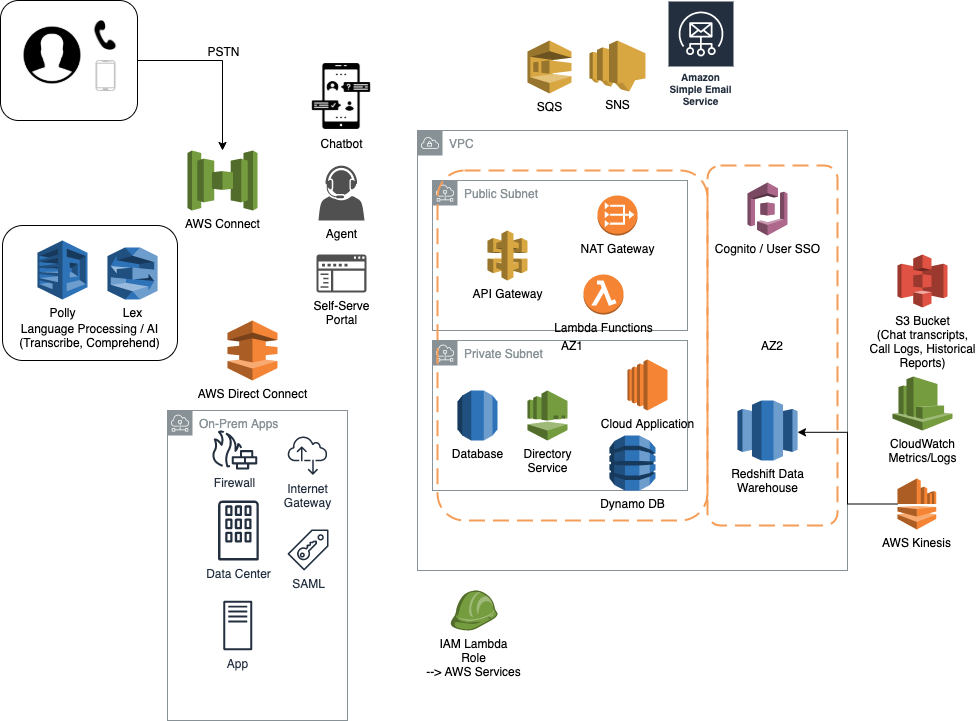 PSTN
SQS
SNS
Amazon
Simple Email
Service
Chatbot
VPC
AWS Connect
Agent
Public Subnet
NAT Gateway
Cognito / User SSO
API Gateway
Polly
Lex
Language Processing / AI
(Transcribe, Comprehend)
Self-Serve
Portal
Lambda Functions
AZ1
AZ2
S3 Bucket
(Chat transcripts,
Call Logs, Historical
Reports)
Private Subnet
AWS Direct Connect
Cloud Application
On-Prem Apps
Database
Directory
Service
CloudWatch
Metrics/Logs
Redshift Data
Warehouse
Firewall
Internet
Gateway
Dynamo DB
AWS Kinesis
Data Center
SAML
App
IAM Lambda
Role
--> AWS Services